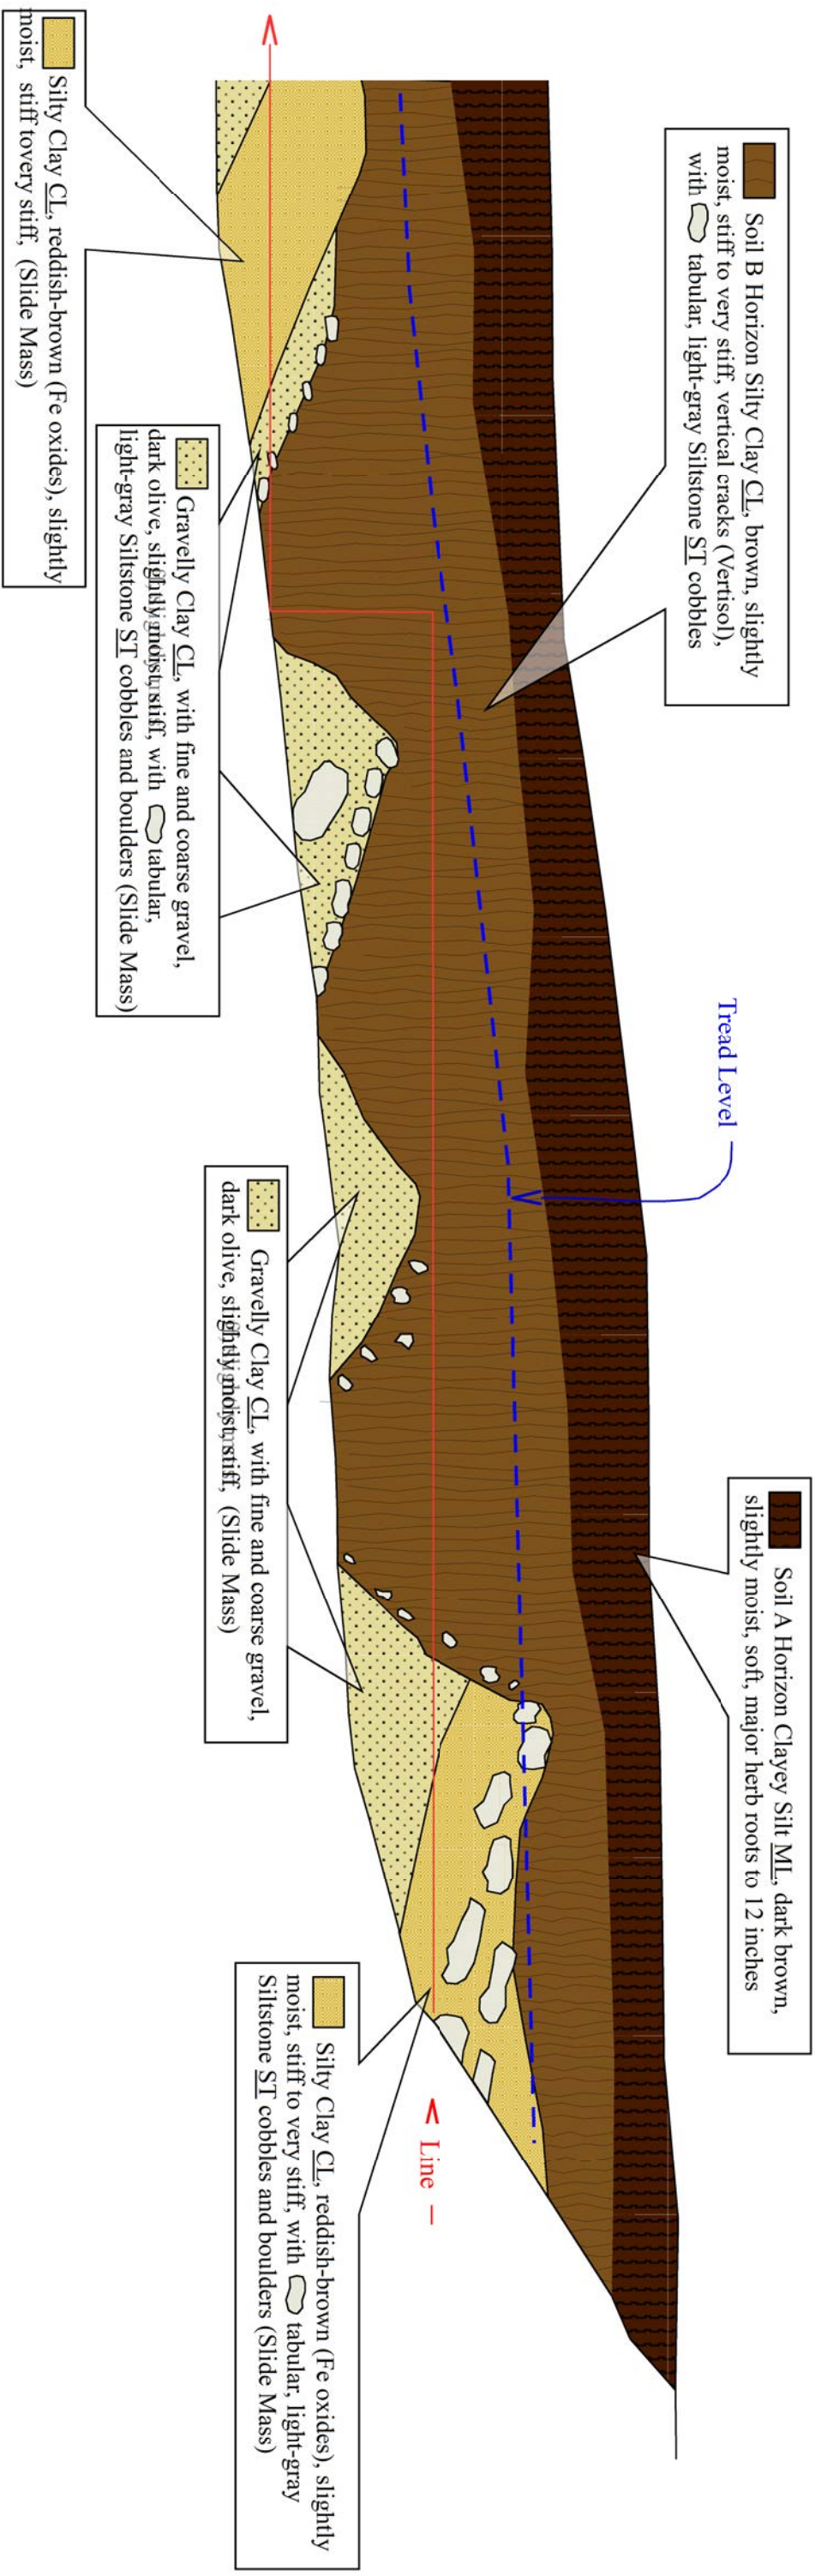 Soil B Horizon Silty Clay CL, brown, slightly
moist, stiff to very stiff, vertical cracks (Vertisol),
with tabular, light-gray Siltstone ST cobbles
Tread Level
Soil A Horizon Clayey Silt ML, dark brown,
slightly moist, soft, major herb roots to 12 inches
Silty Clay CL, reddish-brown (Fe oxides), slightly
moist, stiff tovery stiff, (Slide Mass)
Gravelly Clay CL, with fine and coarse gravel,
dark olive, slightly moist, stiff, with tabular,
light-gray Siltstone ST cobbles and boulders (Slide Mass)
Gravelly Clay CL, with fine and coarse gravel,
dark olive, slightly moist, stiff, (Slide Mass)
< Line —
Silty Clay CL, reddish-brown (Fe oxides), slightly
moist, stiff to very stiff, with tabular, light-gray
Siltstone ST cobbles and boulders (Slide Mass)